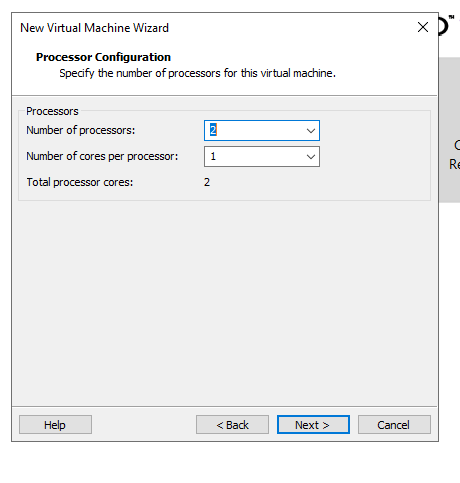 New Virtual Machine Wizard
Processor Configuration
Specify the number of processors for this virtual machine.
Processors
Number of processors: 2
Number of cores per processor: 1
Total processor cores: 2
Help < Back Next > Cancel